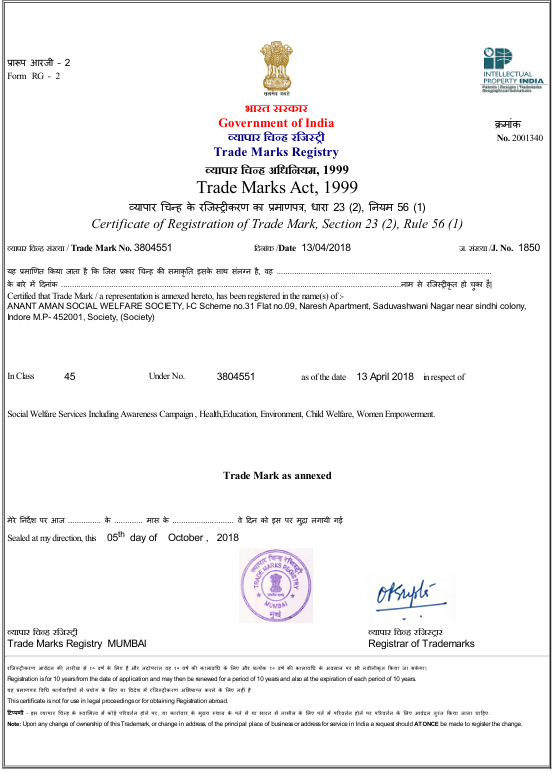 प्रारूप आरजी - 2
Form RG - 2
सत्यमेव जयते
INTELLECTUAL
PROPERTY INDIA
Patents | Designs | Trademarks
Geographical Indications
भारत सरकार
Government of India
व्यापार चिन्ह रजिस्ट्री
Trade Marks Registry
क्रमांक
No. 2001340
व्यापार चिन्ह अधिनियम, 1999
Trade Marks Act, 1999
व्यापार चिन्ह के रजिस्ट्रीकरण का प्रमाणपत्र, धारा 23 (2), नियम 56 (1)
Certificate of Registration of Trade Mark, Section 23 (2), Rule 56 (1)
व्यापार चिन्ह संख्या / Trade Mark No. 3804551 दिनांक /Date 13/04/2018 ज. संख्या /J. No. 1850
यह प्रमाणित किया जाता है कि जिस प्रकार चिन्ह की समाकृति इसके साथ संलग्न है, वह ..........
के बारे में दिनांक ..........नाम से रजिस्ट्रीकृत हो चुका है|
Certified that Trade Mark / a representation is annexed hereto, has been registered in the name(s) of :-
ANANT AMAN SOCIAL WELFARE SOCIETY, I-C Scheme no.31 Flat no.09, Naresh Apartment, Saduvashwani Nagar near sindhi colony,
Indore M.P- 452001, Society, (Society)
In Class 45 Under No. 3804551 as of the date 13 April 2018 in respect of
Social Welfare Services Including Awareness Campaign , Health,Education, Environment, Child Welfare, Women Empowerment.
Trade Mark as annexed
मेरे निर्देश पर आज ............... के ............. मास के ............................ वे दिन को इस पर मुद्रा लगायी गई
Sealed at my direction, this 05th day of October , 2018
व्यापार चिन्ह रजिस्ट्री
TRADE MARKS REGISTRY
MUMBAI
मुंबई
व्यापार चिन्ह रजिस्ट्री
Trade Marks Registry MUMBAI
व्यापार चिन्ह रजिस्ट्रार
Registrar of Trademarks
रजिस्ट्रीकरण आवेदन की तारीख से १० वर्ष के लिए है और तदोपरांत वह १० वर्ष की कालावधि के लिए और प्रत्येक १० वर्ष की कालावधि के अवसान पर भी नवीनीकृत किया जा सकेगा।
Registration is for 10 years from the date of application and may then be renewed for a period of 10 years and also at the expiration of each period of 10 years.
यह प्रमाणपत्र विधि कार्यवाहियों में प्रयोग के लिए या विदेश में रजिस्ट्रीकरण अभिप्राप्त करने के लिए नहीं है
This certificate is not for use in legal proceedings or for obtaining Registration abroad.
टिप्पणी - इस व्यापार चिन्ह के स्वामित्व में कोई परिवर्तन होने पर, या कारोबार के मुख्य स्थान के पते में या भारत में तामील के लिए पते में परिवर्तन होने पर परिवर्तन के लिए आवेदन तुरंत किया जाना चाहिए.
Note: Upon any change of ownership of this Trademark, or change in address, of the principal place of business or address for service in India a request should AT ONCE be made to register the change.